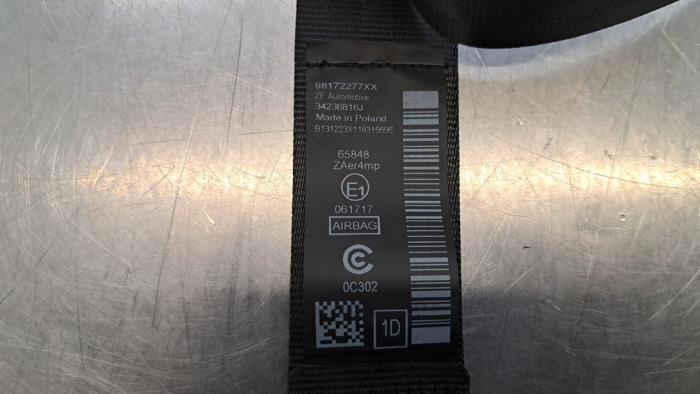 98172277XX
ZF Automotive
34236816J
Made in Poland
B131223X118315696
65848
ZAer4mp
E1
061717
AIRBAG
0C302
1D